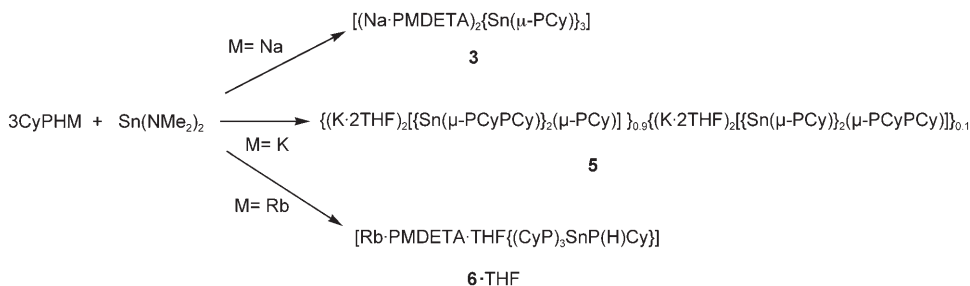 [(Na·PMDETA)₂{Sn(μ-PCy)}₃]
M= Na
3
3CyPHM + Sn(NMe₂)₂
{(K·2THF)₂[{Sn(μ-PCyPCy)}₂(μ-PCy)] }₀.₉{(K·2THF)₂[{Sn(μ-PCy)}₂(μ-PCyPCy)]}₀.₁
M= K
5
M= Rb
[Rb·PMDETA·THF{(CyP)₃SnP(H)Cy}]
6·THF